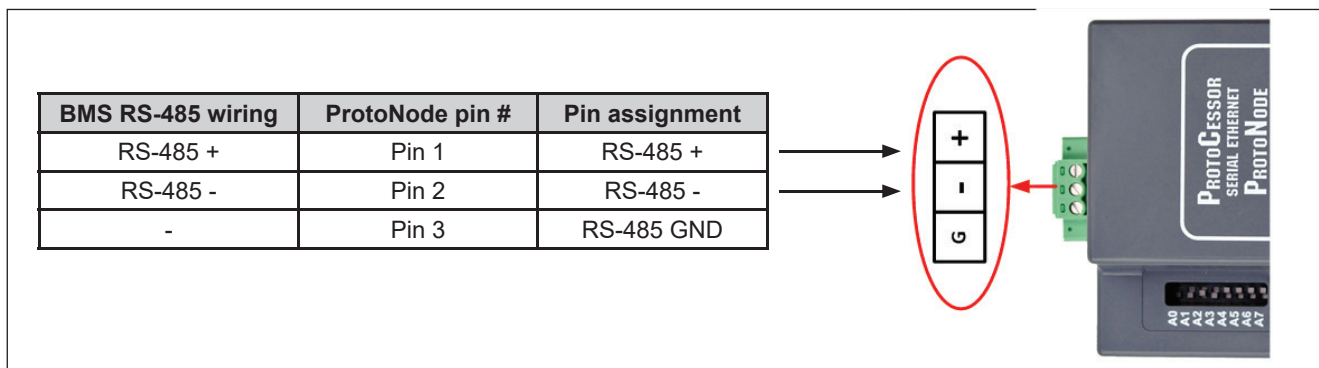 BMS RS-485 wiring ProtoNode pin # Pin assignment
RS-485 + Pin 1 RS-485 +
RS-485 - Pin 2 RS-485 -
- Pin 3 RS-485 GND
+
-
G
PROTOCESSOR
SERIAL ETHERNET
PROTONODE
A0
A1
A2
A3
A4
A5
A6
A7